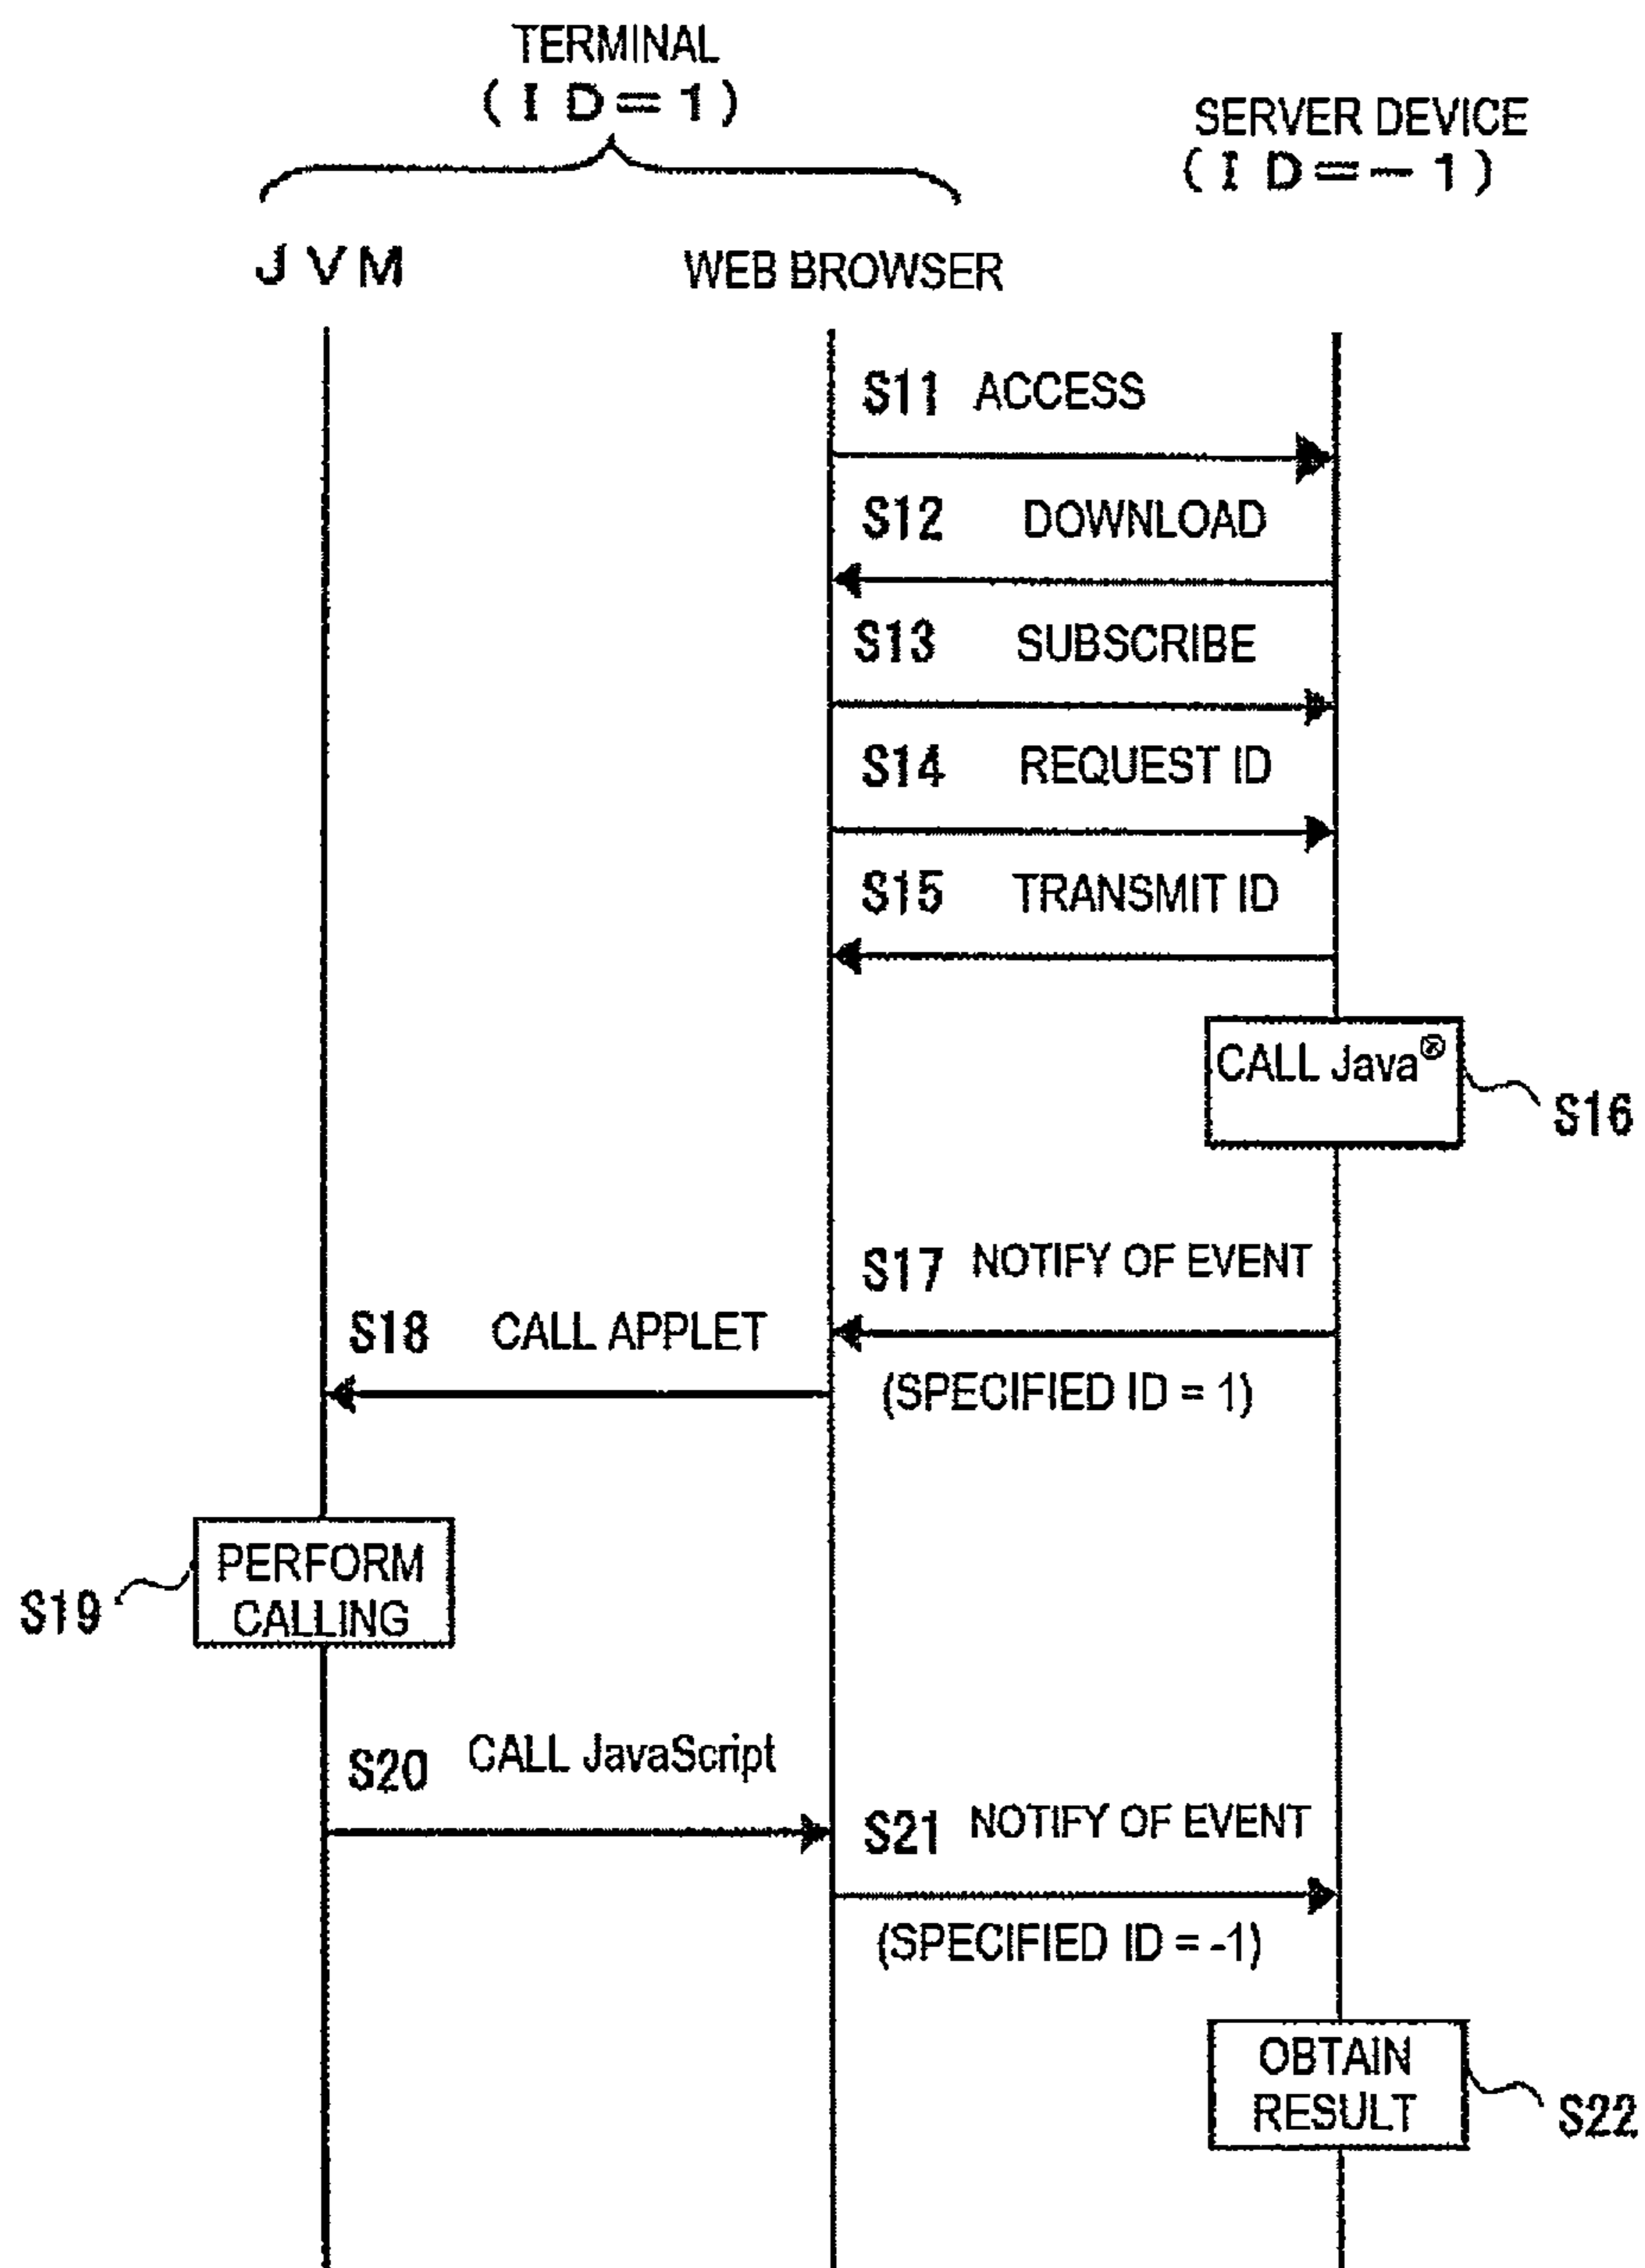 TERMINAL
(ID=1)
SERVER DEVICE
(ID=-1)
JVM
WEB BROWSER
S11 ACCESS
S12 DOWNLOAD
S13 SUBSCRIBE
S14 REQUEST ID
S15 TRANSMIT ID
CALL Java®
S16
S17 NOTIFY OF EVENT
S18 CALL APPLET
(SPECIFIED ID = 1)
PERFORM
CALLING
S19
S20 CALL JavaScript
S21 NOTIFY OF EVENT
(SPECIFIED ID = -1)
OBTAIN
RESULT
S22